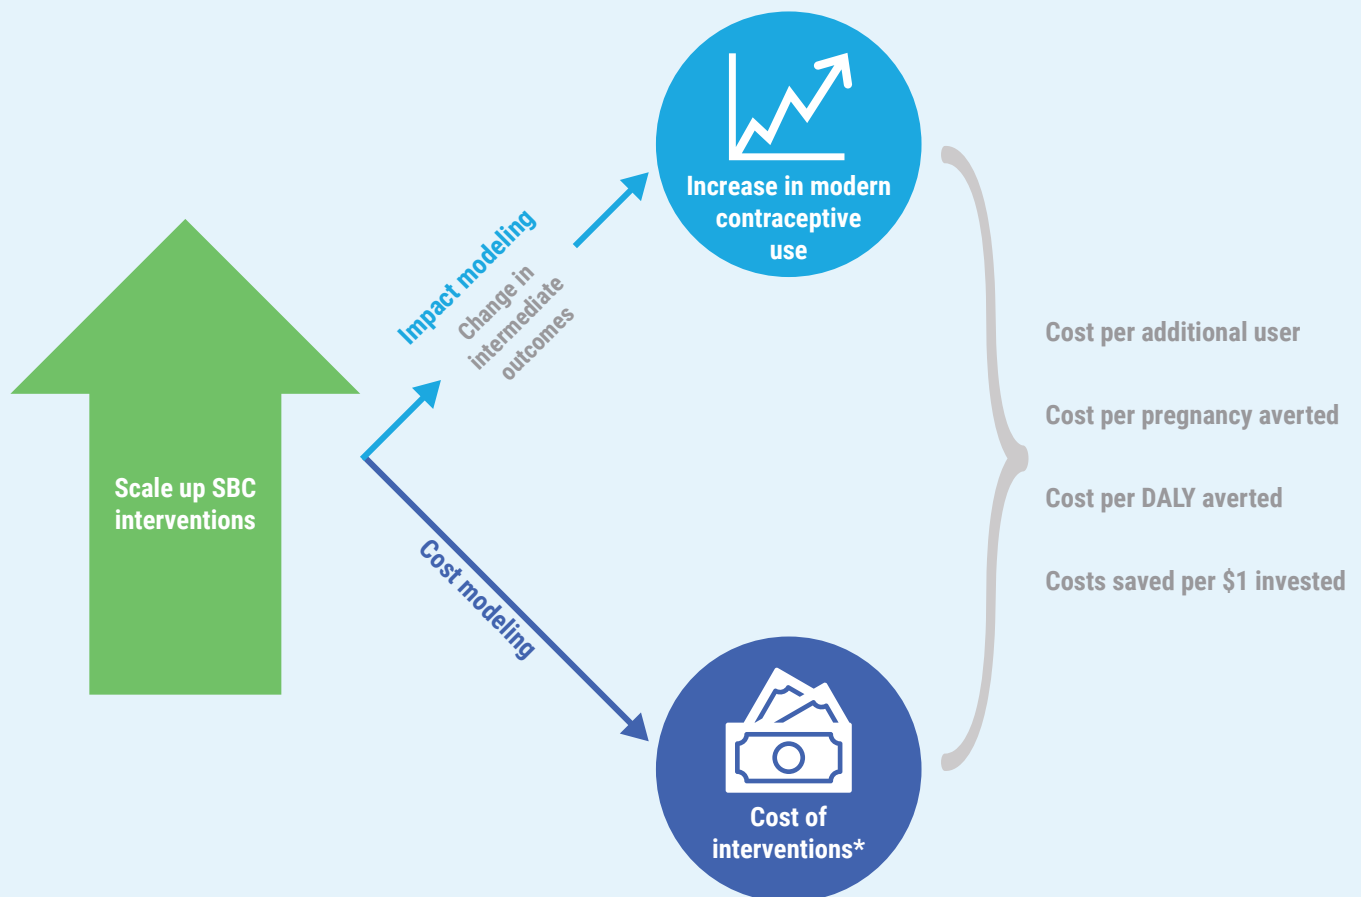 Scale up SBC
interventions
Impact modeling
Change in
intermediate
outcomes
Increase in modern
contraceptive
use
Cost modeling
Cost of
interventions*
Cost per additional user
Cost per pregnancy averted
Cost per DALY averted
Costs saved per $1 invested